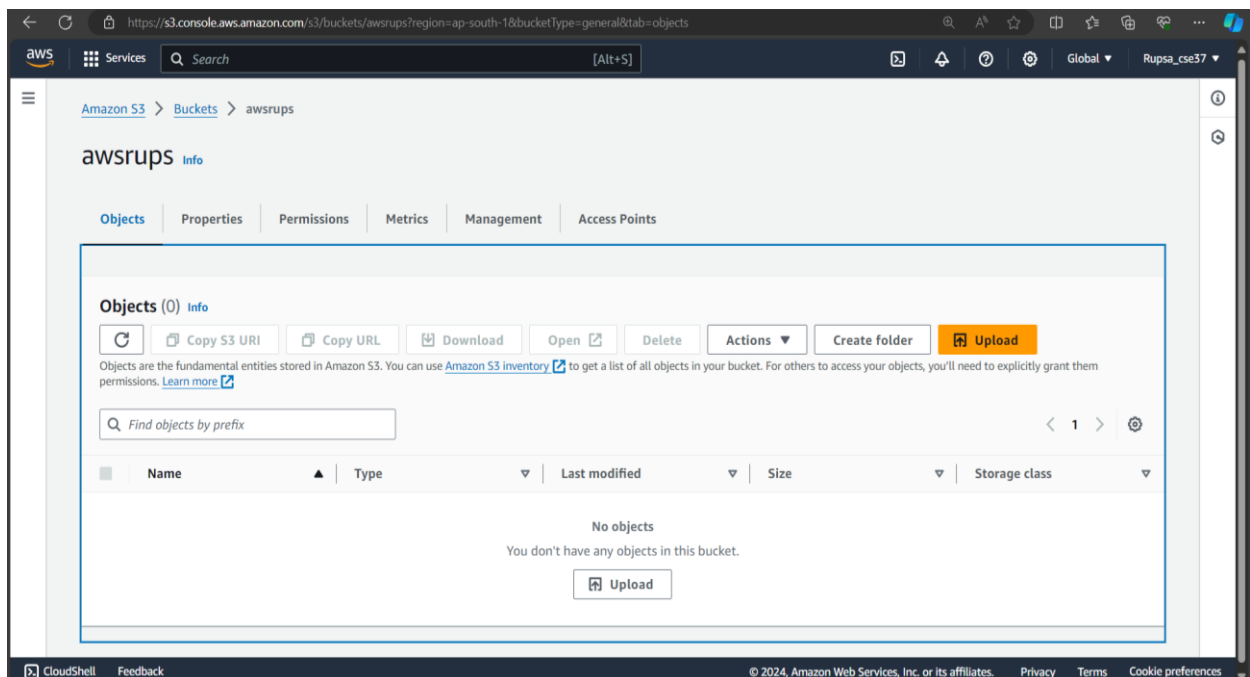 https://s3.console.aws.amazon.com/s3/buckets/awsrups?region=ap-south-1&bucketType=general&tab=objects
aws Services Search [Alt+S] Global Rupsa_cse37
Amazon S3 > Buckets > awsrups
awsrups Info
Objects Properties Permissions Metrics Management Access Points
Objects (0) Info
Copy S3 URI Copy URL Download Open Delete Actions Create folder Upload
Objects are the fundamental entities stored in Amazon S3. You can use Amazon S3 inventory to get a list of all objects in your bucket. For others to access your objects, you'll need to explicitly grant them
permissions. Learn more
Find objects by prefix < 1 >
Name Type Last modified Size Storage class
No objects
You don't have any objects in this bucket.
Upload
CloudShell Feedback © 2024, Amazon Web Services, Inc. or its affiliates. Privacy Terms Cookie preferences